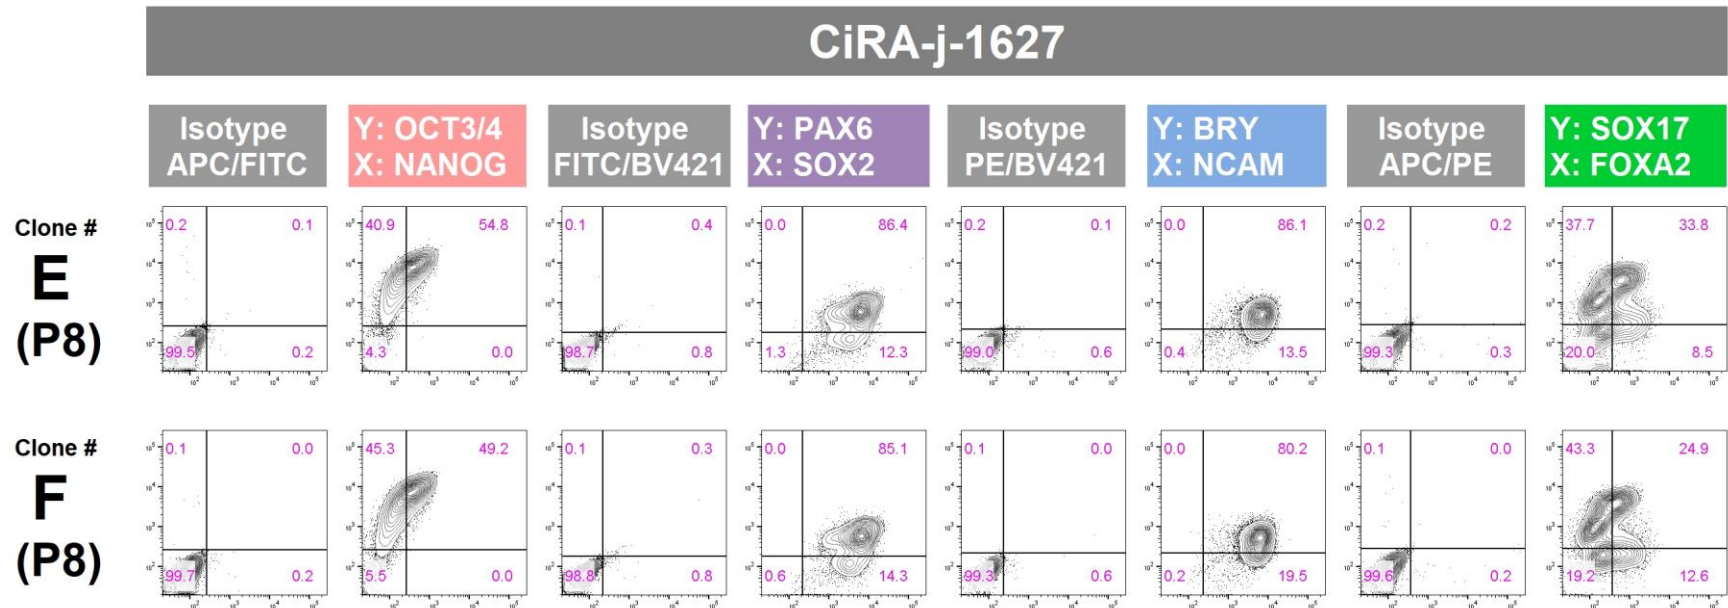 CiRA-j-1627
Isotype
APC/FITC
Y: OCT3/4
X: NANOG
Isotype
FITC/BV421
Y: PAX6
X: SOX2
Isotype
PE/BV421
Y: BRY
X: NCAM
Isotype
APC/PE
Y: SOX17
X: FOXA2
Clone #
E
(P8)
0.2 0.1
99.5 0.2
40.9 54.8
4.3 0.0
0.1 0.4
98.7 0.8
0.0 86.4
1.3 12.3
0.2 0.1
99.0 0.6
0.0 86.1
0.4 13.5
0.2 0.2
99.3 0.3
37.7 33.8
20.0 8.5
Clone #
F
(P8)
0.1 0.0
99.7 0.2
45.3 49.2
5.5 0.0
0.1 0.3
98.8 0.8
0.0 85.1
0.6 14.3
0.1 0.0
99.3 0.6
0.0 80.2
0.2 19.5
0.1 0.0
99.6 0.2
43.3 24.9
19.2 12.6